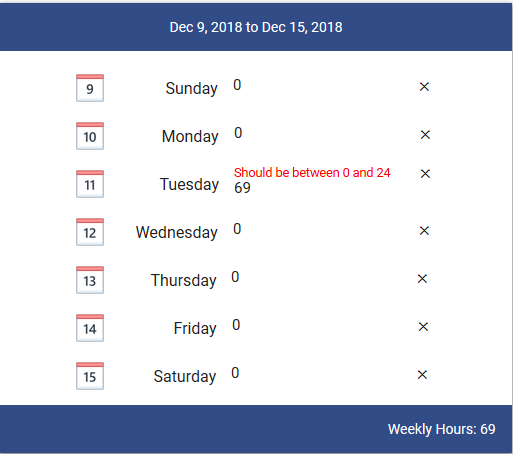 Dec 9, 2018 to Dec 15, 2018
9 Sunday 0 ×
10 Monday 0 ×
Should be between 0 and 24
11 Tuesday 69 ×
12 Wednesday 0 ×
13 Thursday 0 ×
14 Friday 0 ×
15 Saturday 0 ×
Weekly Hours: 69